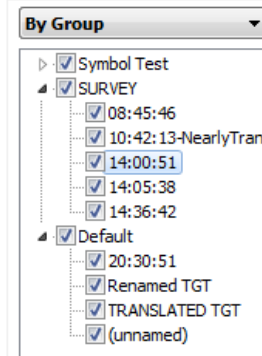 By Group
Symbol Test
SURVEY
08:45:46
10:42:13-NearlyTran
14:00:51
14:05:38
14:36:42
Default
20:30:51
Renamed TGT
TRANSLATED TGT
(unnamed)